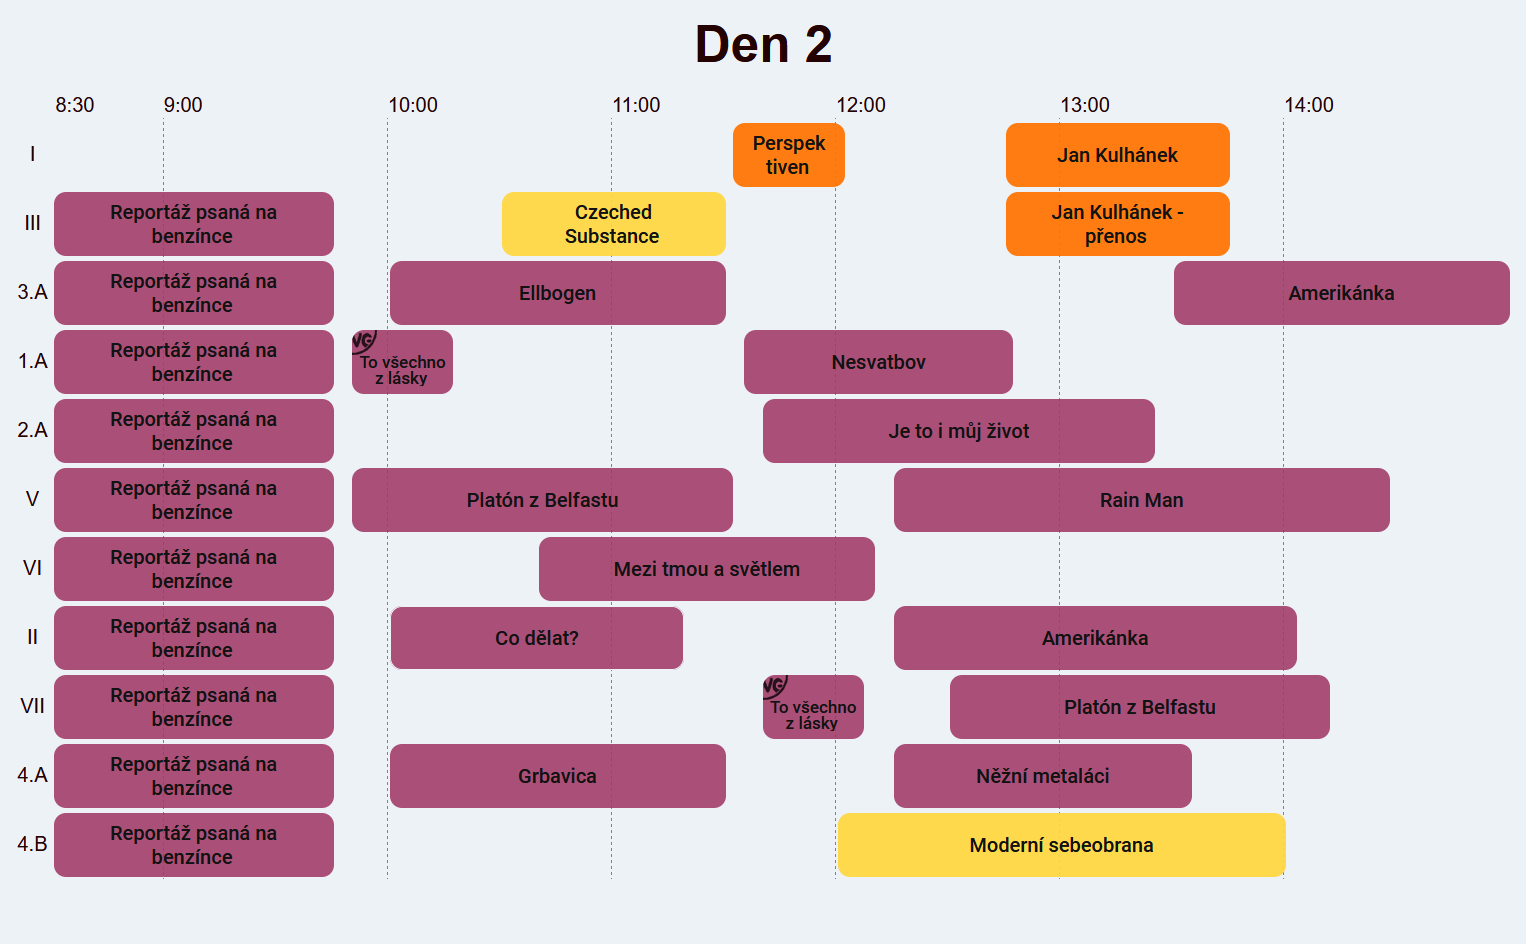 Den 2
8:30 9:00 10:00 11:00 12:00 13:00 14:00
I
Perspek
tiven
Jan Kulhánek
III
Reportáž psaná na
benzínce
Czeched
Substance
Jan Kulhánek -
přenos
3.A
Reportáž psaná na
benzínce
Ellbogen
Amerikánka
1.A
Reportáž psaná na
benzínce
VG
To všechno
z lásky
Nesvatbov
2.A
Reportáž psaná na
benzínce
Je to i můj život
V
Reportáž psaná na
benzínce
Platón z Belfastu
Rain Man
VI
Reportáž psaná na
benzínce
Mezi tmou a světlem
II
Reportáž psaná na
benzínce
Co dělat?
Amerikánka
VII
Reportáž psaná na
benzínce
VG
To všechno
z lásky
Platón z Belfastu
4.A
Reportáž psaná na
benzínce
Grbavica
Něžní metaláci
4.B
Reportáž psaná na
benzínce
Moderní sebeobrana